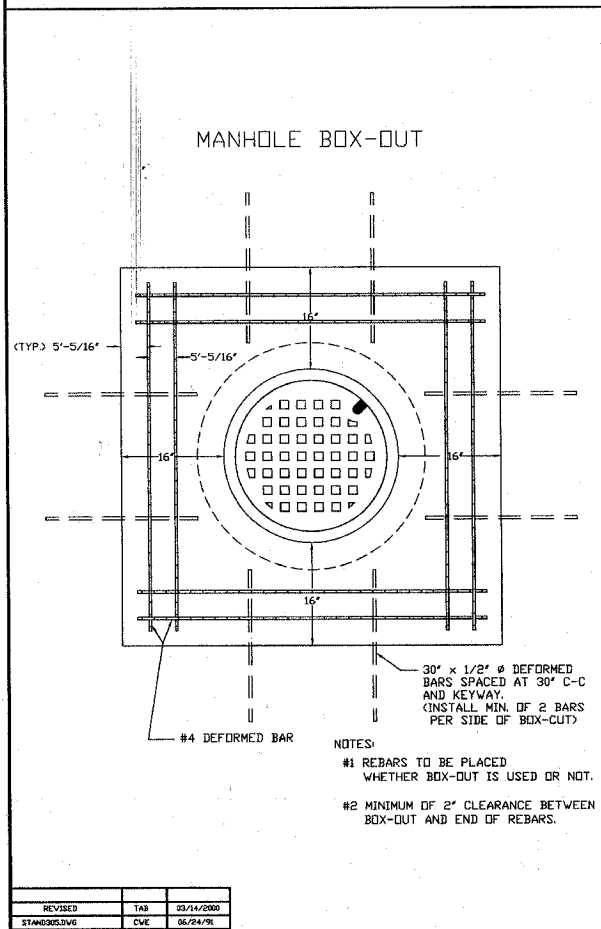 MANHOLE BOX-OUT
16"
(TYP.) 5'-5/16"
5'-5/16"
16"
16"
16"
30" x 1/2" Ø DEFORMED
BARS SPACED AT 30" C-C
AND KEYWAY.
(INSTALL MIN. OF 2 BARS
PER SIDE OF BOX-OUT)
#4 DEFORMED BAR
NOTES:
#1 REBARS TO BE PLACED
WHETHER BOX-OUT IS USED OR NOT.
#2 MINIMUM OF 2" CLEARANCE BETWEEN
BOX-OUT AND END OF REBARS.
REVISED TAB 03/14/2000
STAND305.DWG CWE 06/24/91